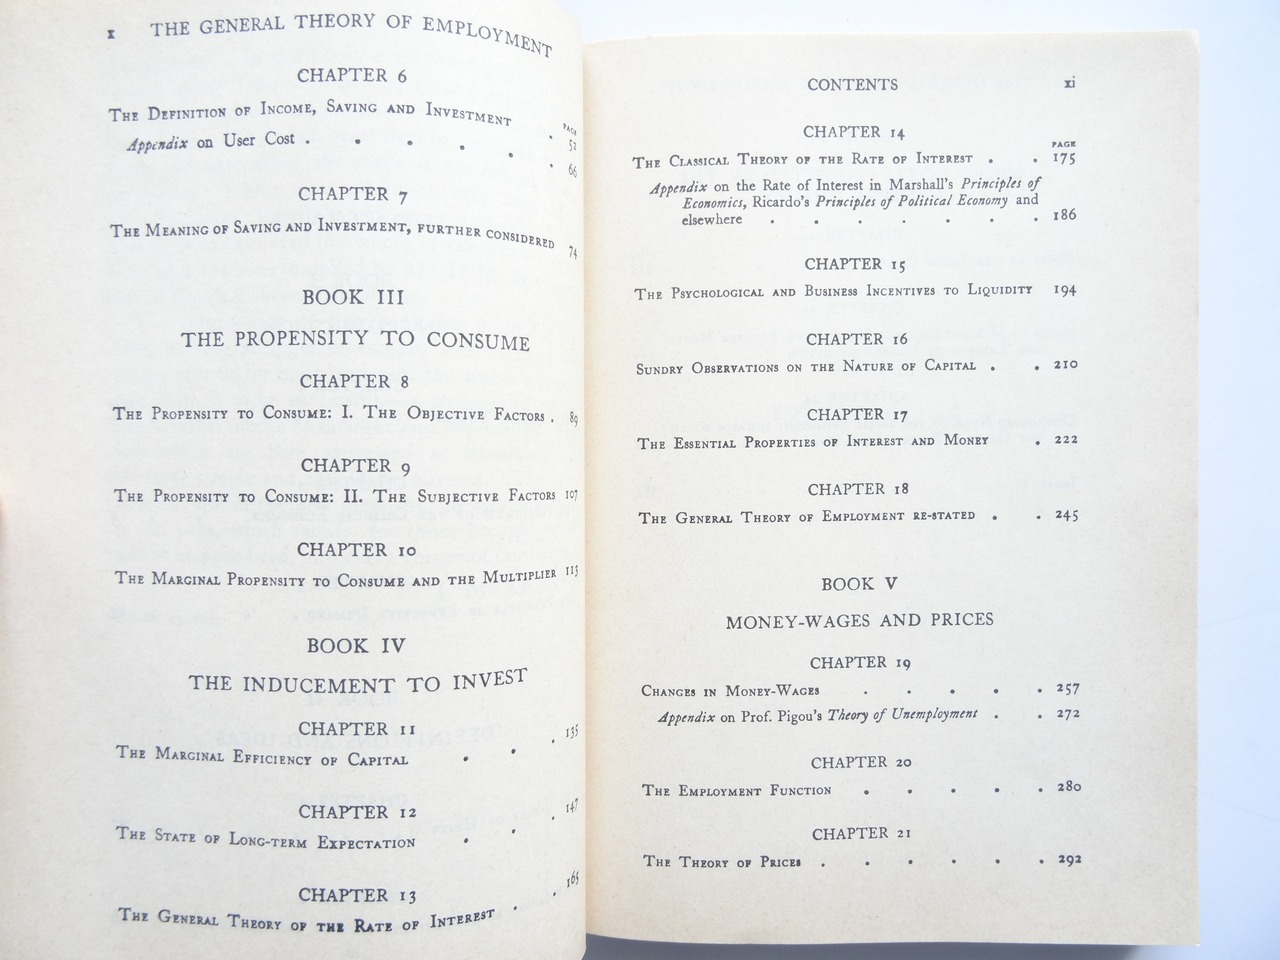 x THE GENERAL THEORY OF EMPLOYMENT
CHAPTER 6
PAGE
The Definition of Income, Saving and Investment . 52
Appendix on User Cost . . . . . . 66
CHAPTER 7
The Meaning of Saving and Investment, further considered 74
BOOK III
THE PROPENSITY TO CONSUME
CHAPTER 8
The Propensity to Consume: I. The Objective Factors . 89
CHAPTER 9
The Propensity to Consume: II. The Subjective Factors 107
CHAPTER 10
The Marginal Propensity to Consume and the Multiplier 113
BOOK IV
THE INDUCEMENT TO INVEST
CHAPTER 11
The Marginal Efficiency of Capital . . . 135
CHAPTER 12
The State of Long-term Expectation . . . 147
CHAPTER 13
The General Theory of the Rate of Interest . . 165
CONTENTS xi
CHAPTER 14
PAGE
The Classical Theory of the Rate of Interest . . 175
Appendix on the Rate of Interest in Marshall's Principles of
Economics, Ricardo's Principles of Political Economy and
elsewhere . . . . . . . 186
CHAPTER 15
The Psychological and Business Incentives to Liquidity 194
CHAPTER 16
Sundry Observations on the Nature of Capital . . 210
CHAPTER 17
The Essential Properties of Interest and Money . 222
CHAPTER 18
The General Theory of Employment re-stated . . 245
BOOK V
MONEY-WAGES AND PRICES
CHAPTER 19
Changes in Money-Wages . . . . . 257
Appendix on Prof. Pigou's Theory of Unemployment . . 272
CHAPTER 20
The Employment Function . . . . . 280
CHAPTER 21
The Theory of Prices . . . . . . 292